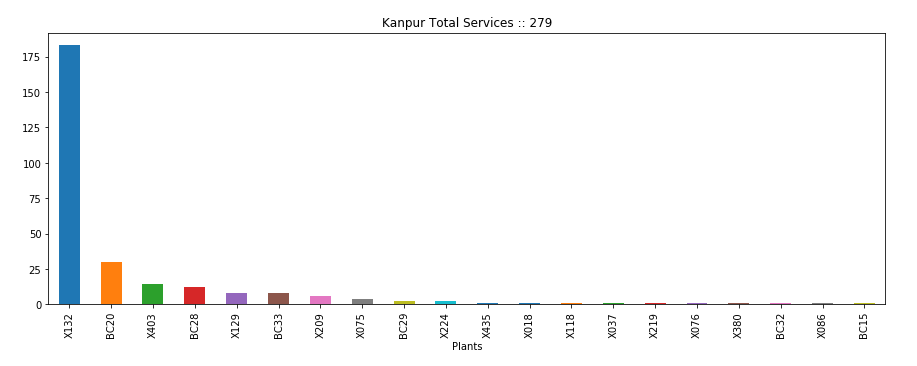 Kanpur Total Services :: 279
175
150
125
100
75
50
25
0
X132
BC20
X403
BC28
X129
BC33
X209
X075
BC29
X224
X435
X018
X118
X037
X219
X076
X380
BC32
X086
BC15
Plants